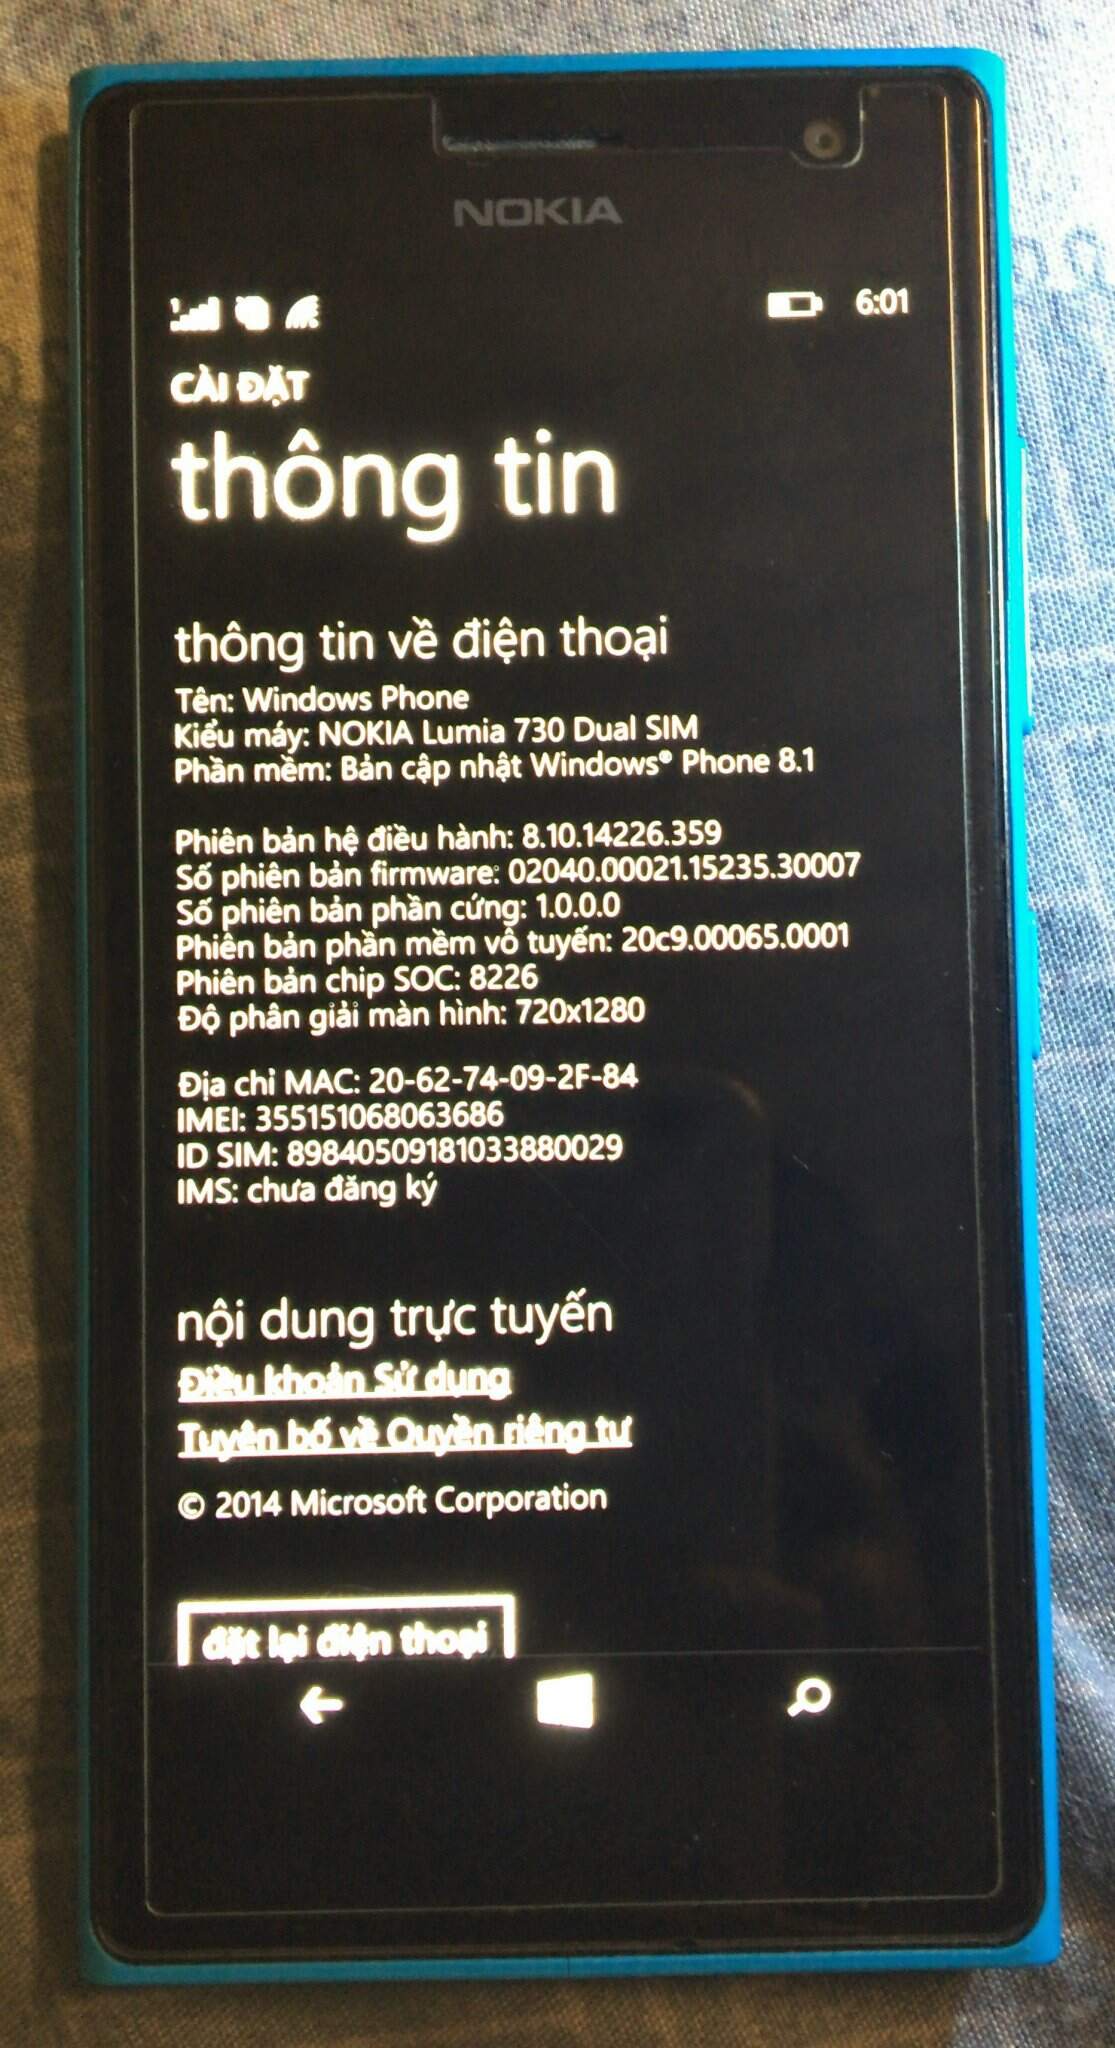 NOKIA
6:01
CÀI ĐẶT
thông tin
thông tin về điện thoại
Tên: Windows Phone
Kiểu máy: NOKIA Lumia 730 Dual SIM
Phần mềm: Bản cập nhật Windows® Phone 8.1
Phiên bản hệ điều hành: 8.10.14226.359
Số phiên bản firmware: 02040.00021.15235.30007
Số phiên bản phần cứng: 1.0.0.0
Phiên bản phần mềm vô tuyến: 20c9.00065.0001
Phiên bản chip SOC: 8226
Độ phân giải màn hình: 720x1280
Địa chỉ MAC: 20-62-74-09-2F-84
IMEI: 355151068063686
ID SIM: 89840509181033880029
IMS: chưa đăng ký
nội dung trực tuyến
Điều khoản Sử dụng
Tuyên bố về Quyền riêng tư
© 2014 Microsoft Corporation
đặt lại điện thoại